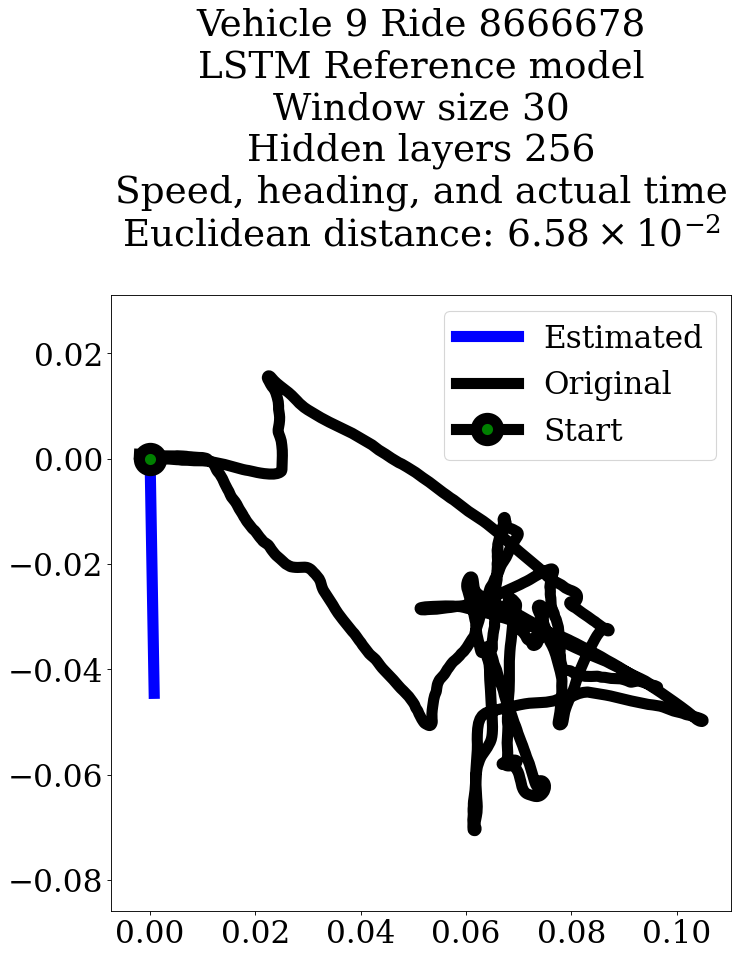 Vehicle 9 Ride 8666678
LSTM Reference model
Window size 30
Hidden layers 256
Speed, heading, and actual time
Euclidean distance: 6.58 × 10⁻²
Estimated
Original
Start
0.02
0.00
−0.02
−0.04
−0.06
−0.08
0.00 0.02 0.04 0.06 0.08 0.10